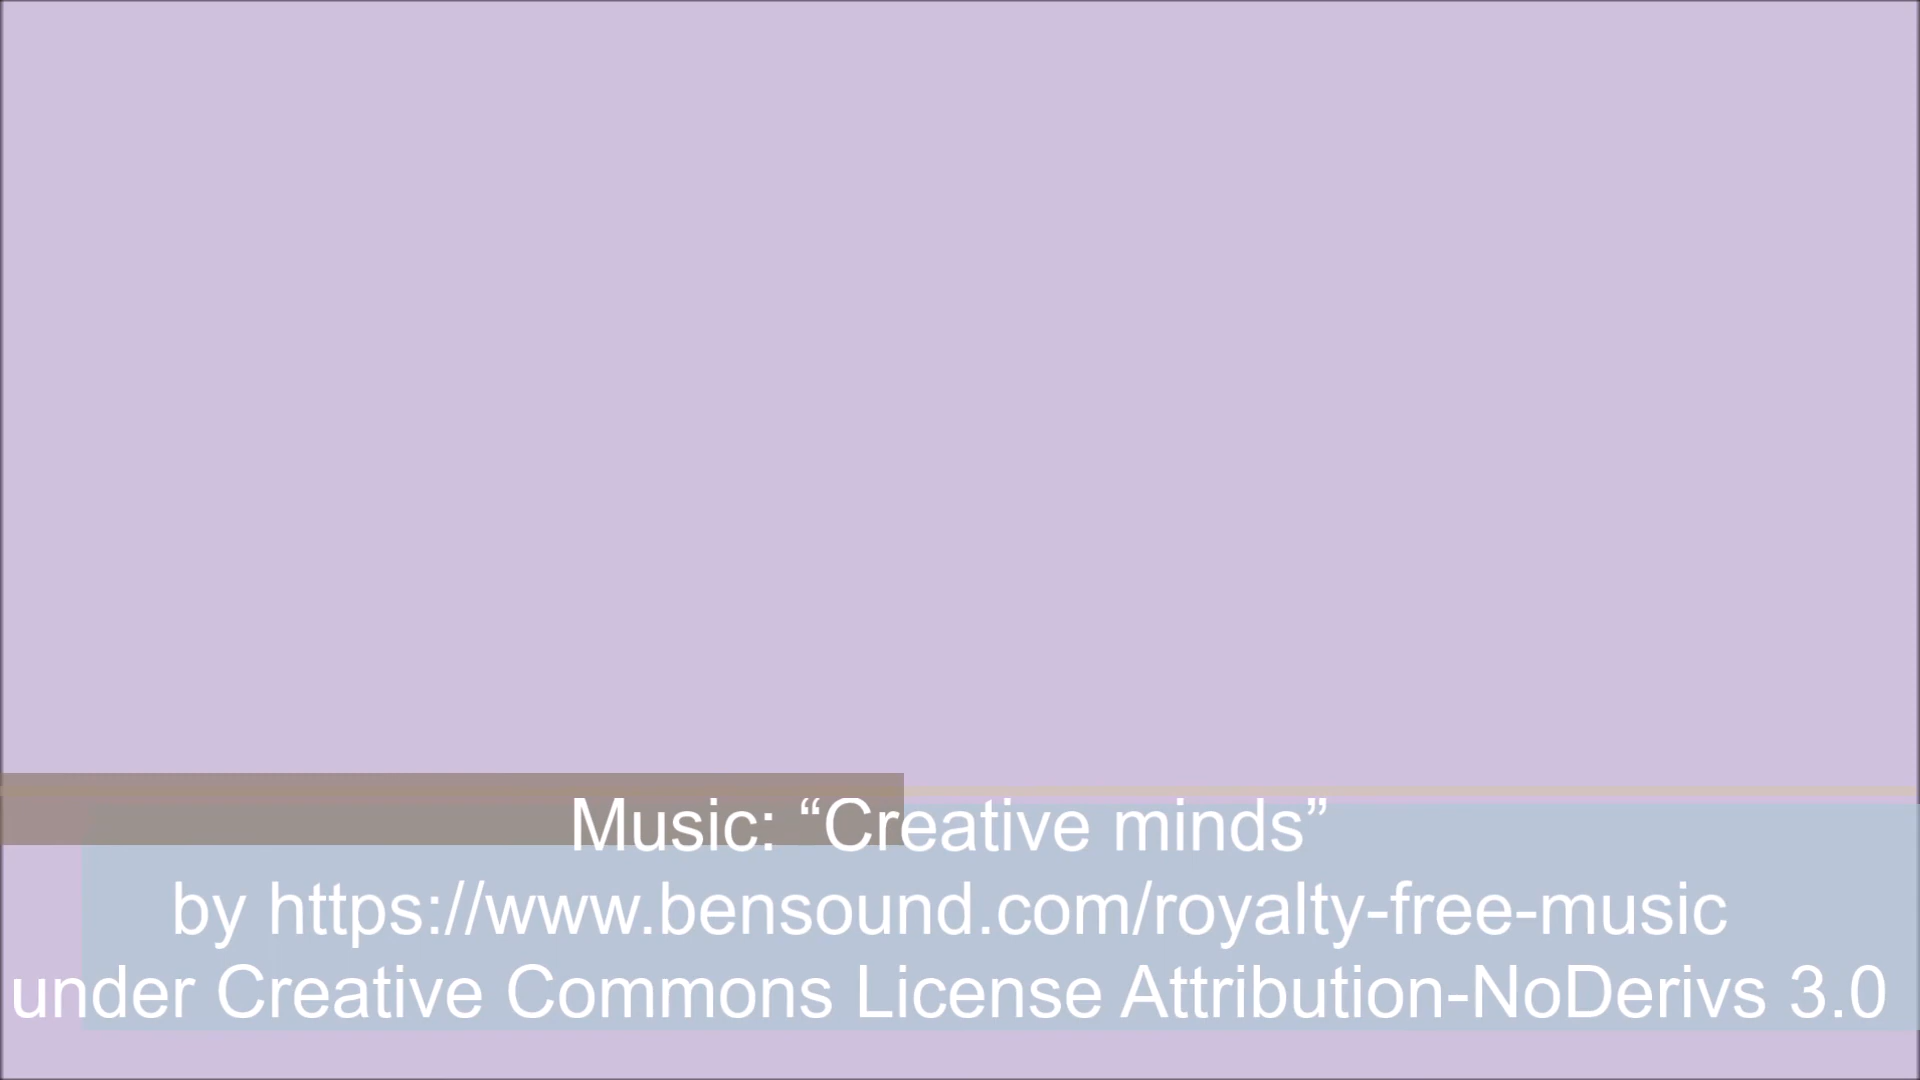 Music: “Creative minds”
by https://www.bensound.com/royalty-free-music
under Creative Commons License Attribution-NoDerivs 3.0